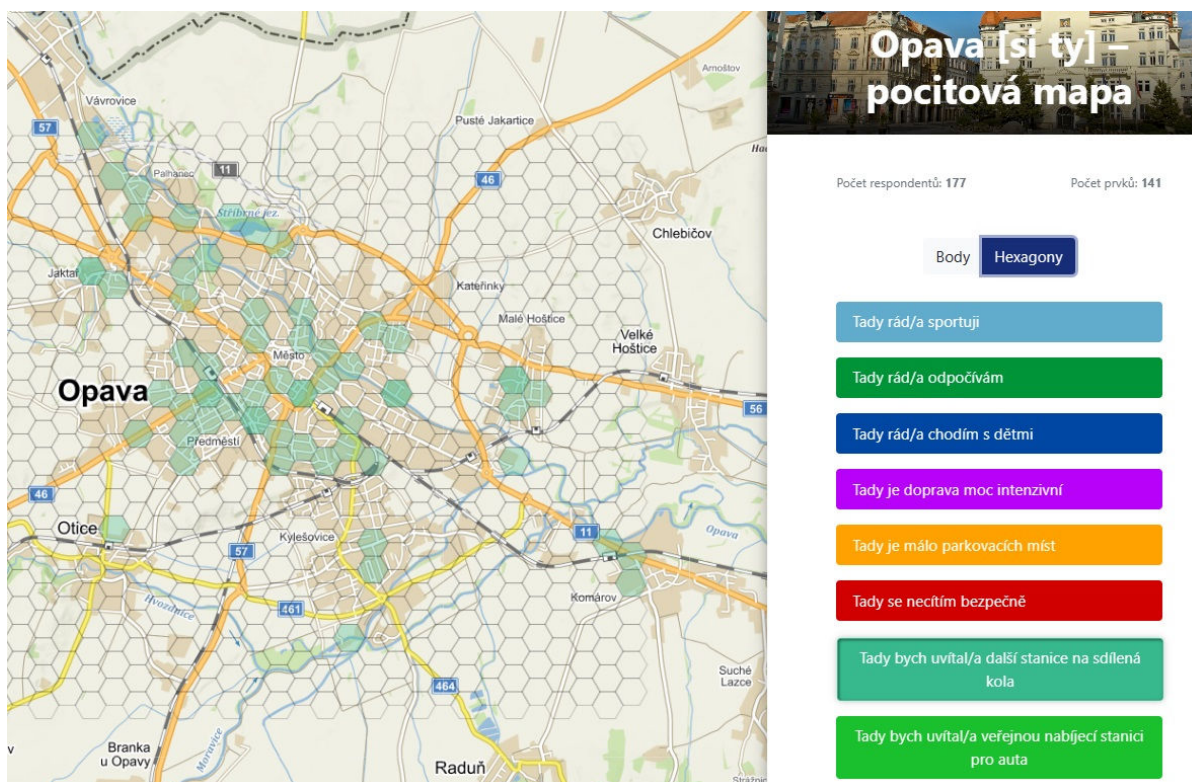 Opava [si ty] –
pocitová mapa
Počet respondentů: 177
Počet prvků: 141
Body
Hexagony
Tady rád/a sportuji
Tady rád/a odpočívám
Tady rád/a chodím s dětmi
Tady je doprava moc intenzivní
Tady je málo parkovacích míst
Tady se necítím bezpečně
Tady bych uvítal/a další stanice na sdílená
kola
Tady bych uvítal/a veřejnou nabíjecí stanici
pro auta
Arnoštov
Vávrovice
57
Pusté Jakartice
Palhanec
11
46
Stříbrné jez.
Chlebičov
Jaktař
Kateřinky
Malé Hoštice
Velké
Hoštice
Město
Opava
56
Předměstí
46
Otice
11
Opava
Kylešovice
57
Hvozdnice
461
Komárov
Suché
Lazce
464
Moravice
Branka
u Opavy
Raduň